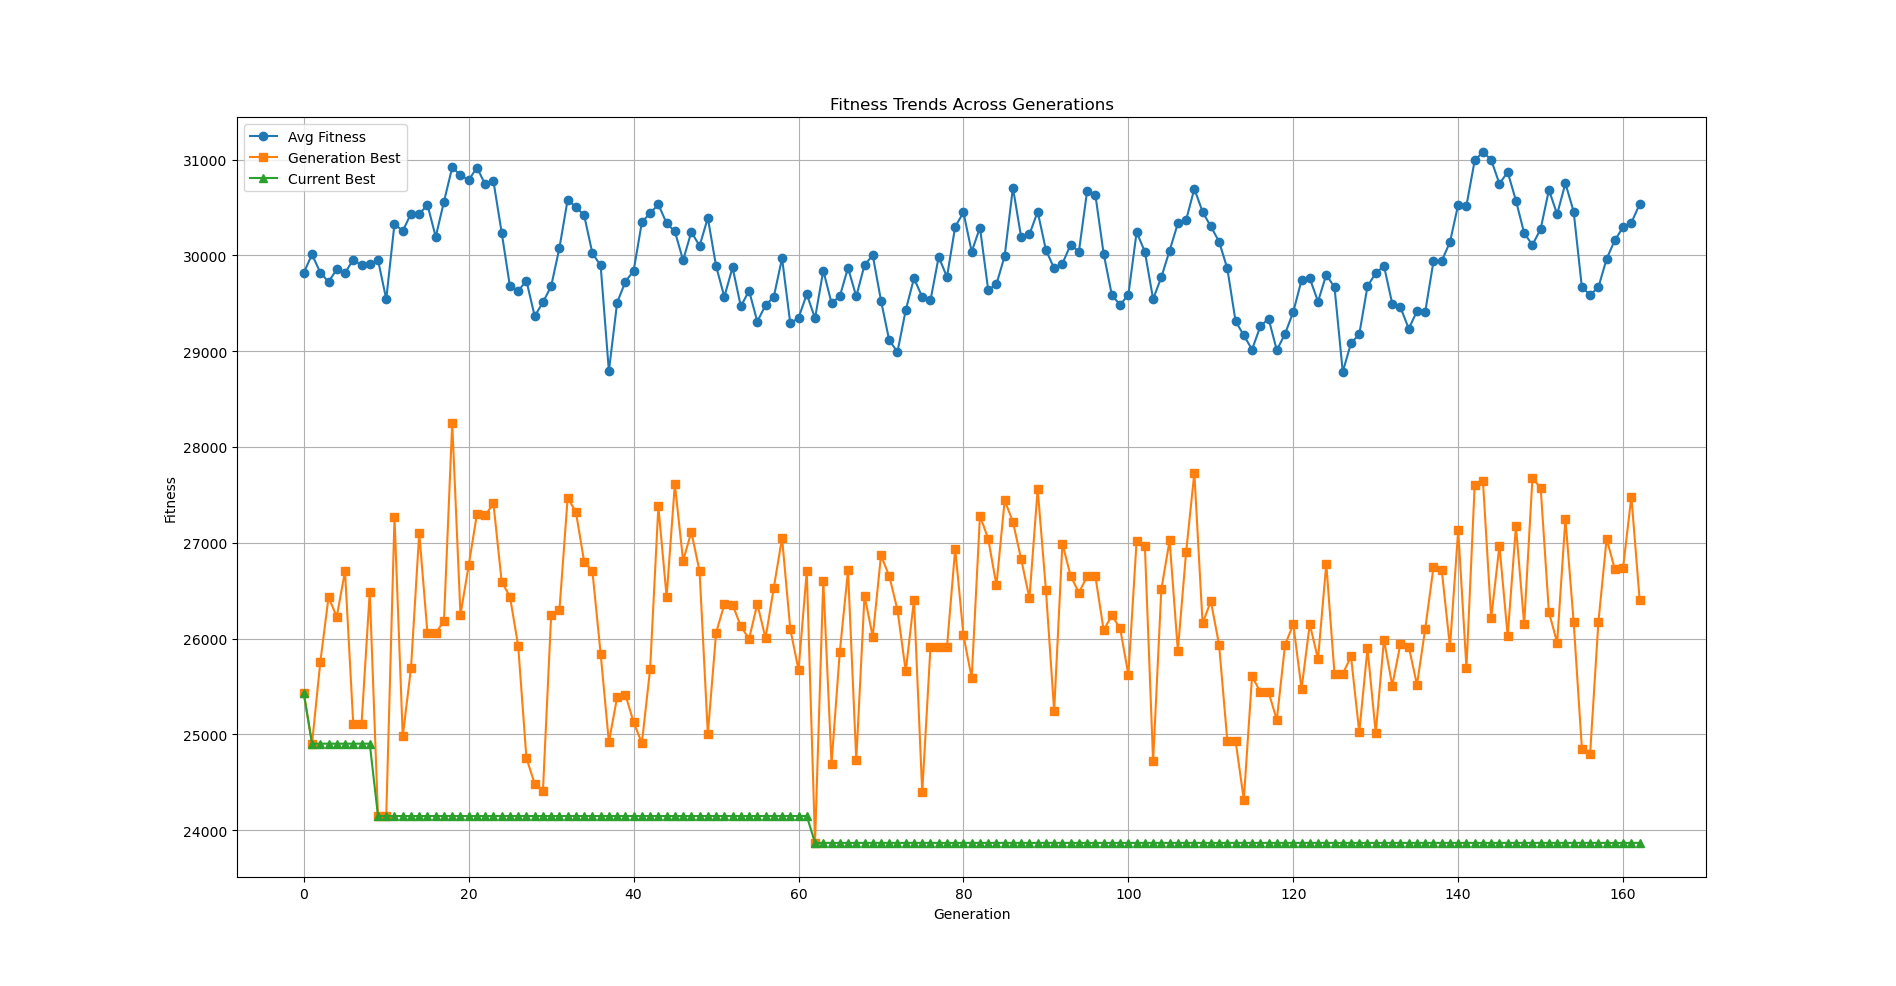 Fitness Trends Across Generations
Avg Fitness
Generation Best
Current Best
31000
30000
29000
28000
27000
26000
25000
24000
Fitness
0 20 40 60 80 100 120 140 160
Generation